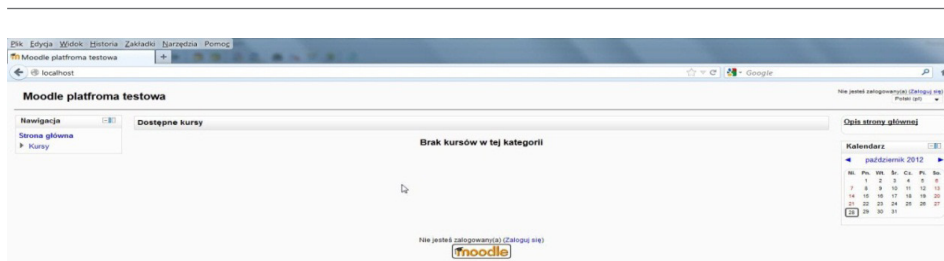 Plik Edycja Widok Historia Zakładki Narzędzia Pomoc
Moodle platfroma testowa +
localhost
Google
Moodle platfroma testowa
Nie jesteś zalogowany(a) (Zaloguj się)
Polski (pl)
Nawigacja
Strona główna
Kursy
Dostępne kursy
Brak kursów w tej kategorii
Nie jesteś zalogowany(a) (Zaloguj się)
moodle
Opis strony głównej
Kalendarz
październik 2012
Ni. Pn. Wt. Śr. Cz. Pt. So.
1 2 3 4 5 6
7 8 9 10 11 12 13
14 15 16 17 18 19 20
21 22 23 24 25 26 27
28 29 30 31